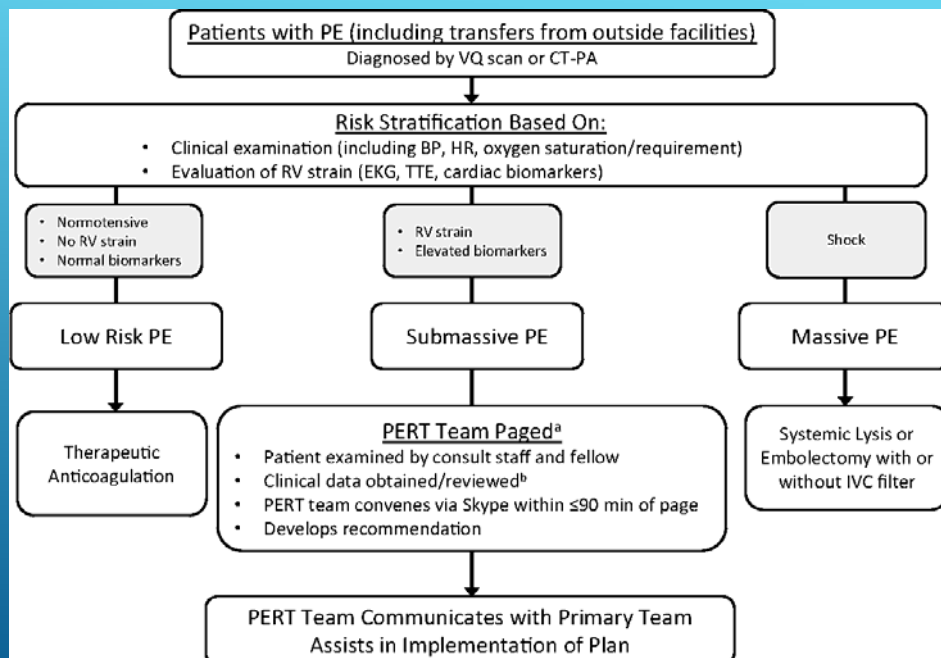 Patients with PE (including transfers from outside facilities)
Diagnosed by VQ scan or CT-PA
Risk Stratification Based On:
• Clinical examination (including BP, HR, oxygen saturation/requirement)
• Evaluation of RV strain (EKG, TTE, cardiac biomarkers)
• Normotensive
• No RV strain
• Normal biomarkers
• RV strain
• Elevated biomarkers
Shock
Low Risk PE
Submassive PE
Massive PE
Therapeutic
Anticoagulation
PERT Team Pagedᵃ
• Patient examined by consult staff and fellow
• Clinical data obtained/reviewedᵇ
• PERT team convenes via Skype within ≤90 min of page
• Develops recommendation
Systemic Lysis or
Embolectomy with or
without IVC filter
PERT Team Communicates with Primary Team
Assists in Implementation of Plan